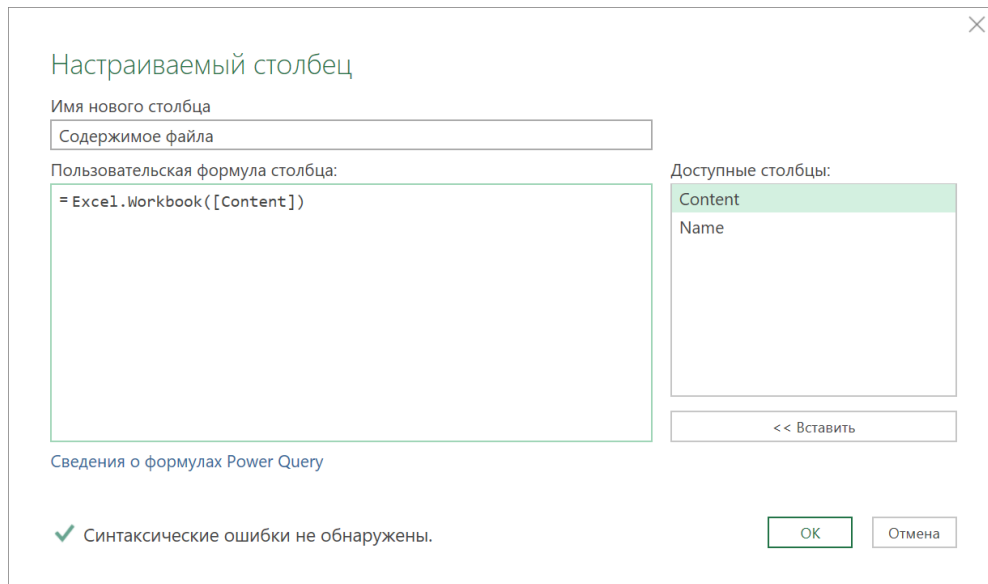 Настраиваемый столбец
Имя нового столбца
Содержимое файла
Пользовательская формула столбца:
= Excel.Workbook([Content])
Доступные столбцы:
Content
Name
<< Вставить
Сведения о формулах Power Query
Синтаксические ошибки не обнаружены.
ОК
Отмена